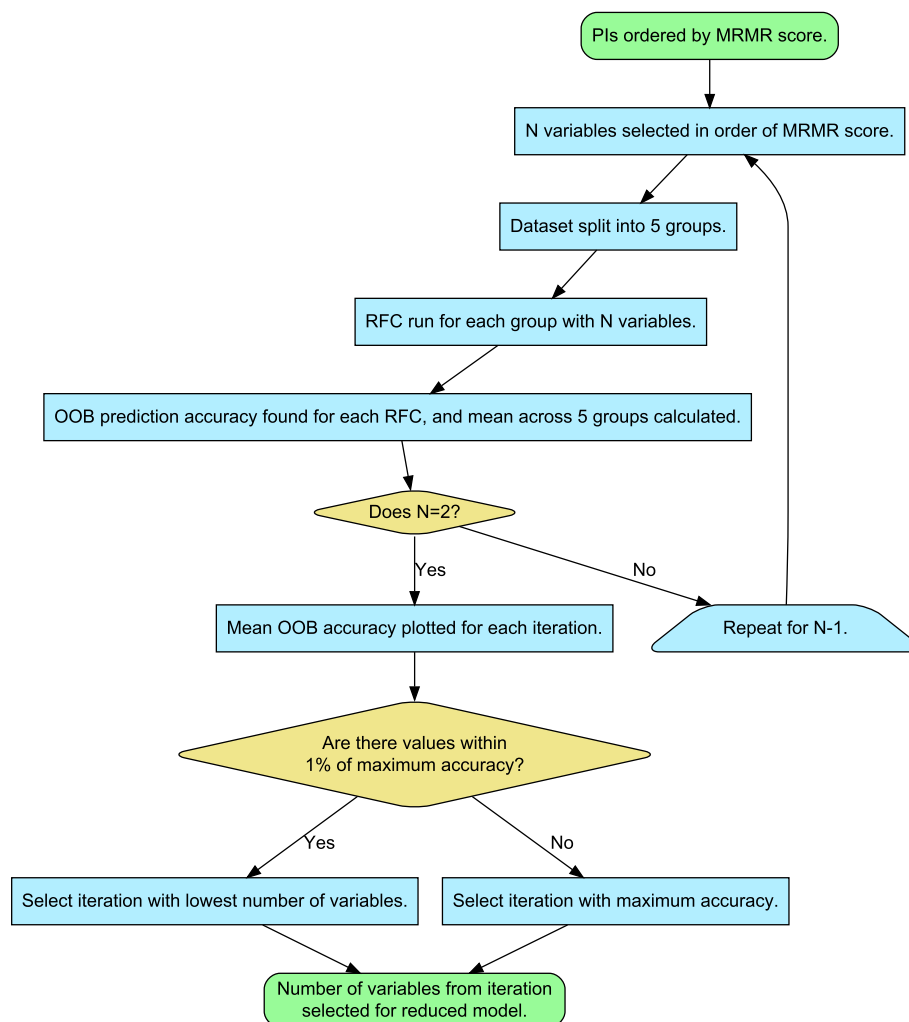 PIs ordered by MRMR score.
N variables selected in order of MRMR score.
Dataset split into 5 groups.
RFC run for each group with N variables.
OOB prediction accuracy found for each RFC, and mean across 5 groups calculated.
Does N=2?
Yes
No
Mean OOB accuracy plotted for each iteration.
Repeat for N-1.
Are there values within
1% of maximum accuracy?
Yes
No
Select iteration with lowest number of variables.
Select iteration with maximum accuracy.
Number of variables from iteration
selected for reduced model.